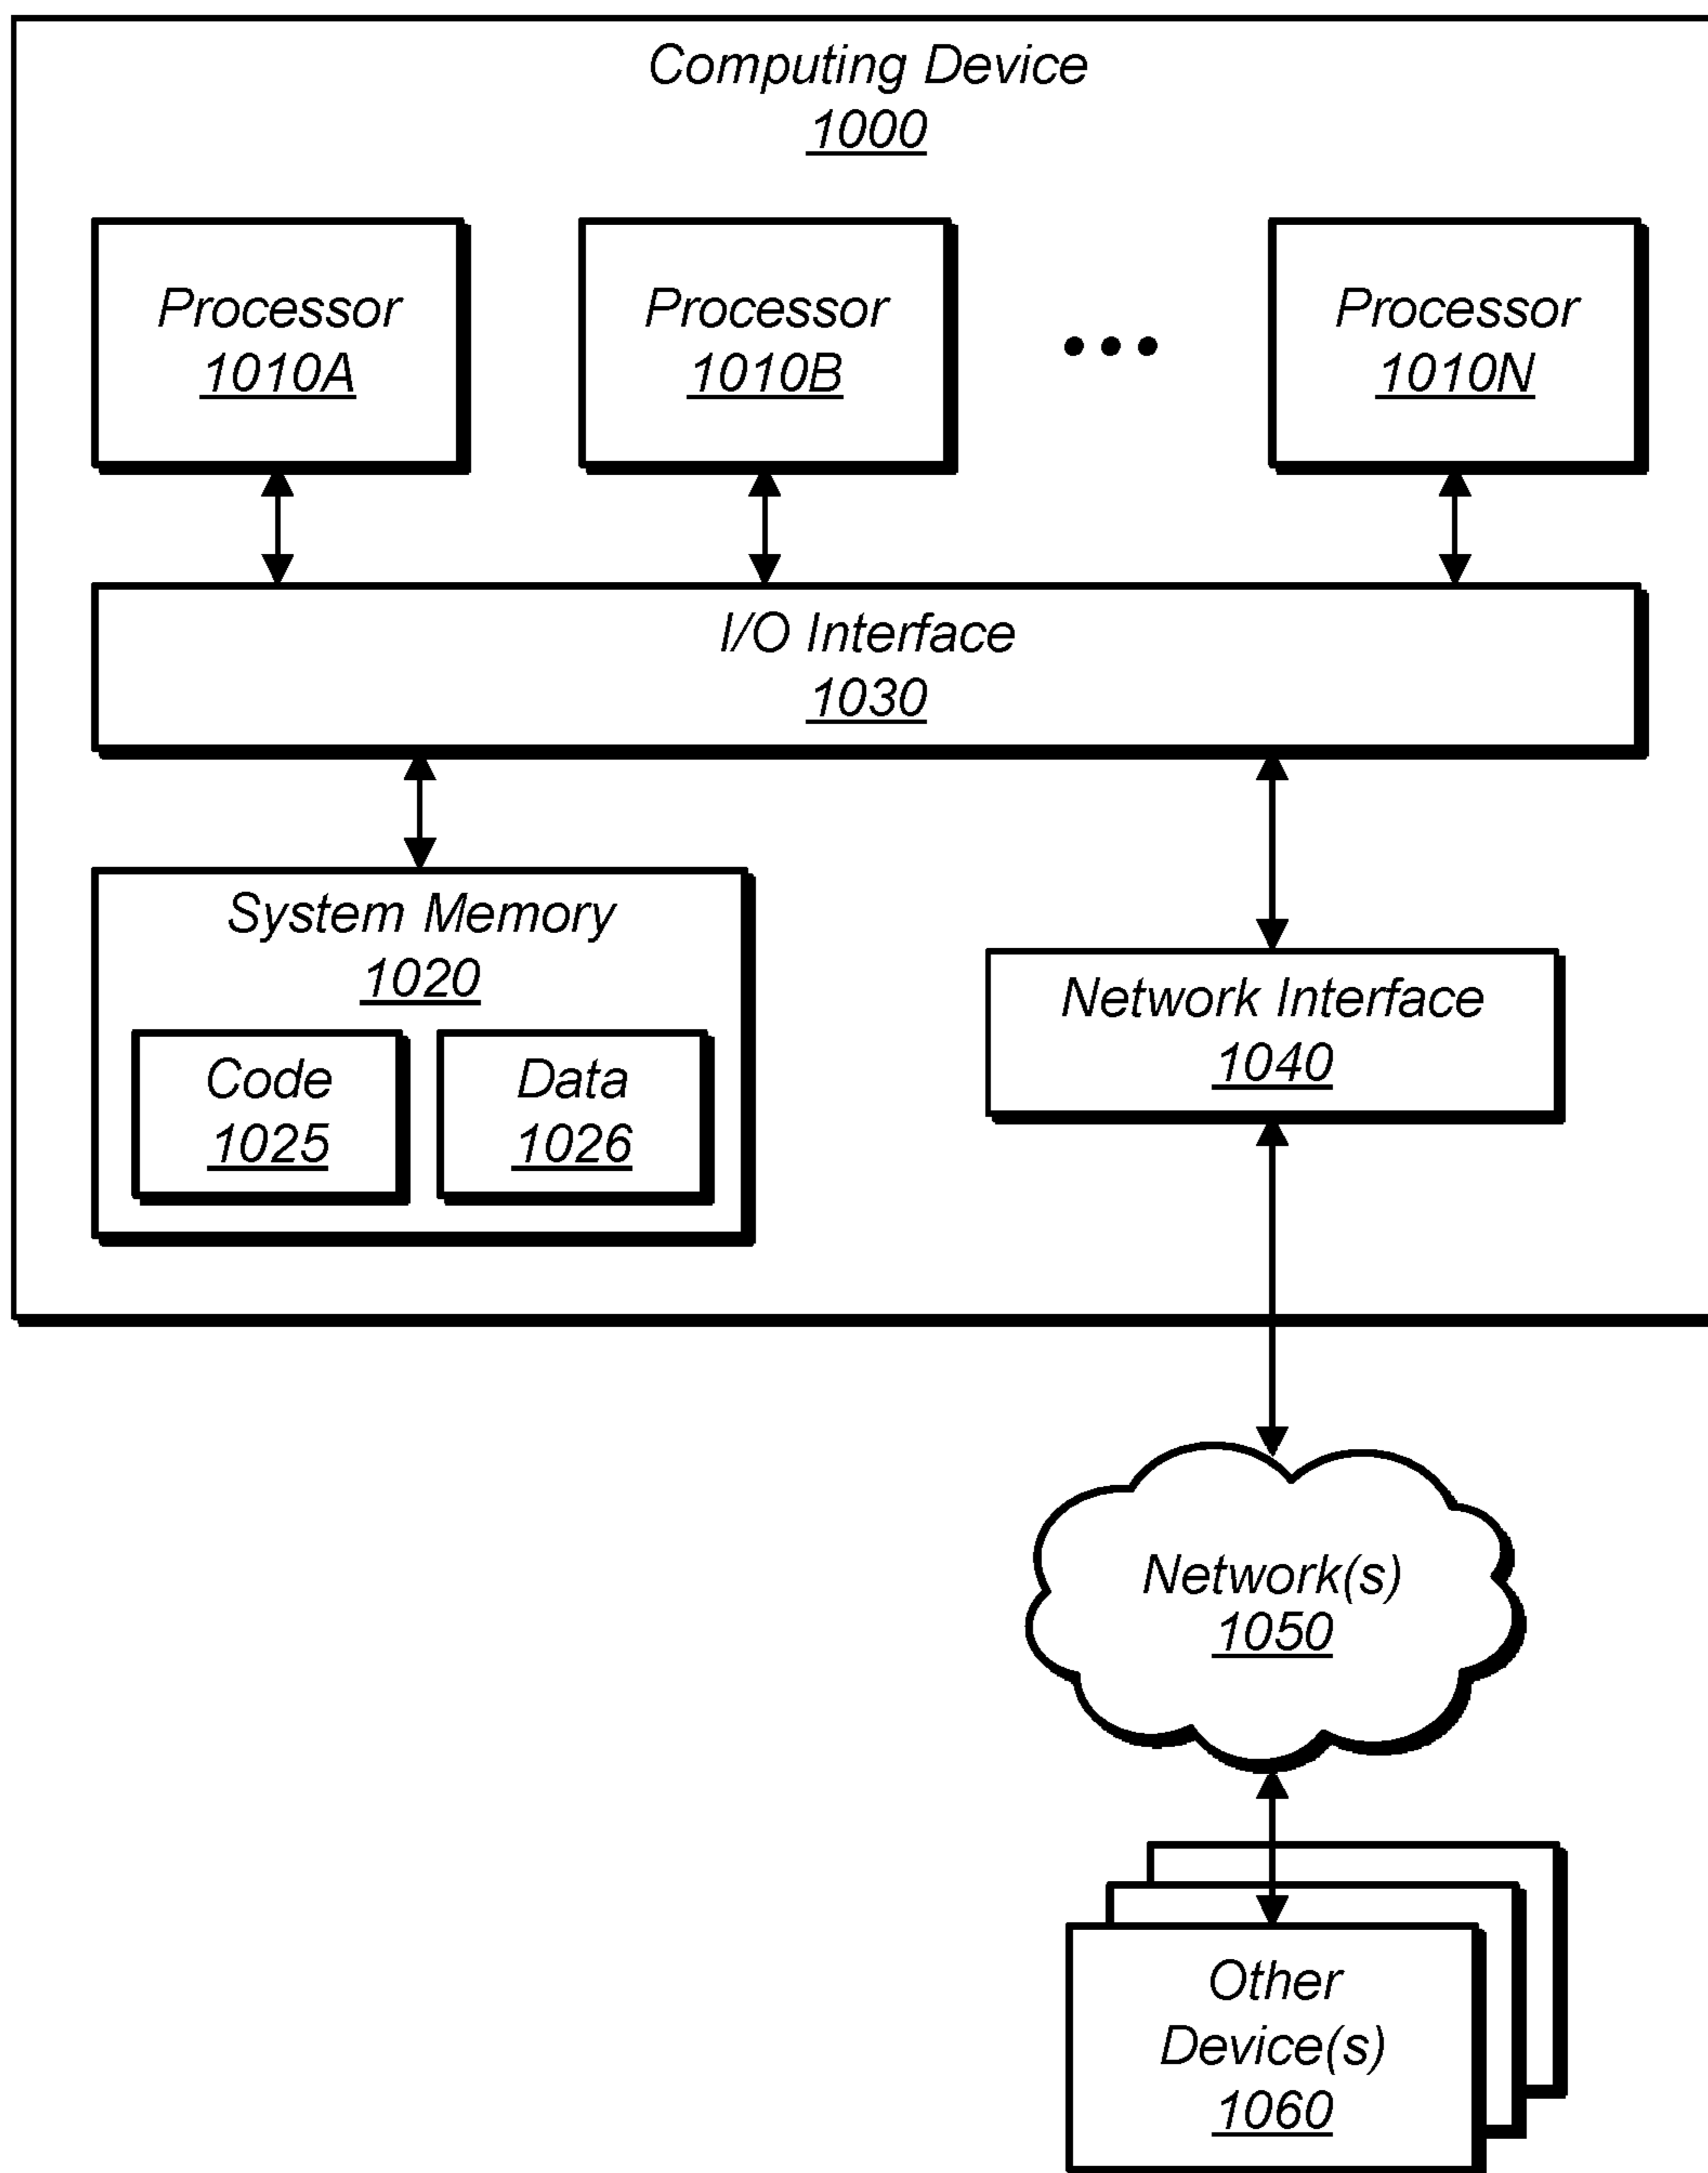 Computing Device
1000
Processor
1010A
Processor
1010B
Processor
1010N
I/O Interface
1030
System Memory
1020
Code
1025
Data
1026
Network Interface
1040
Network(s)
1050
Other
Device(s)
1060